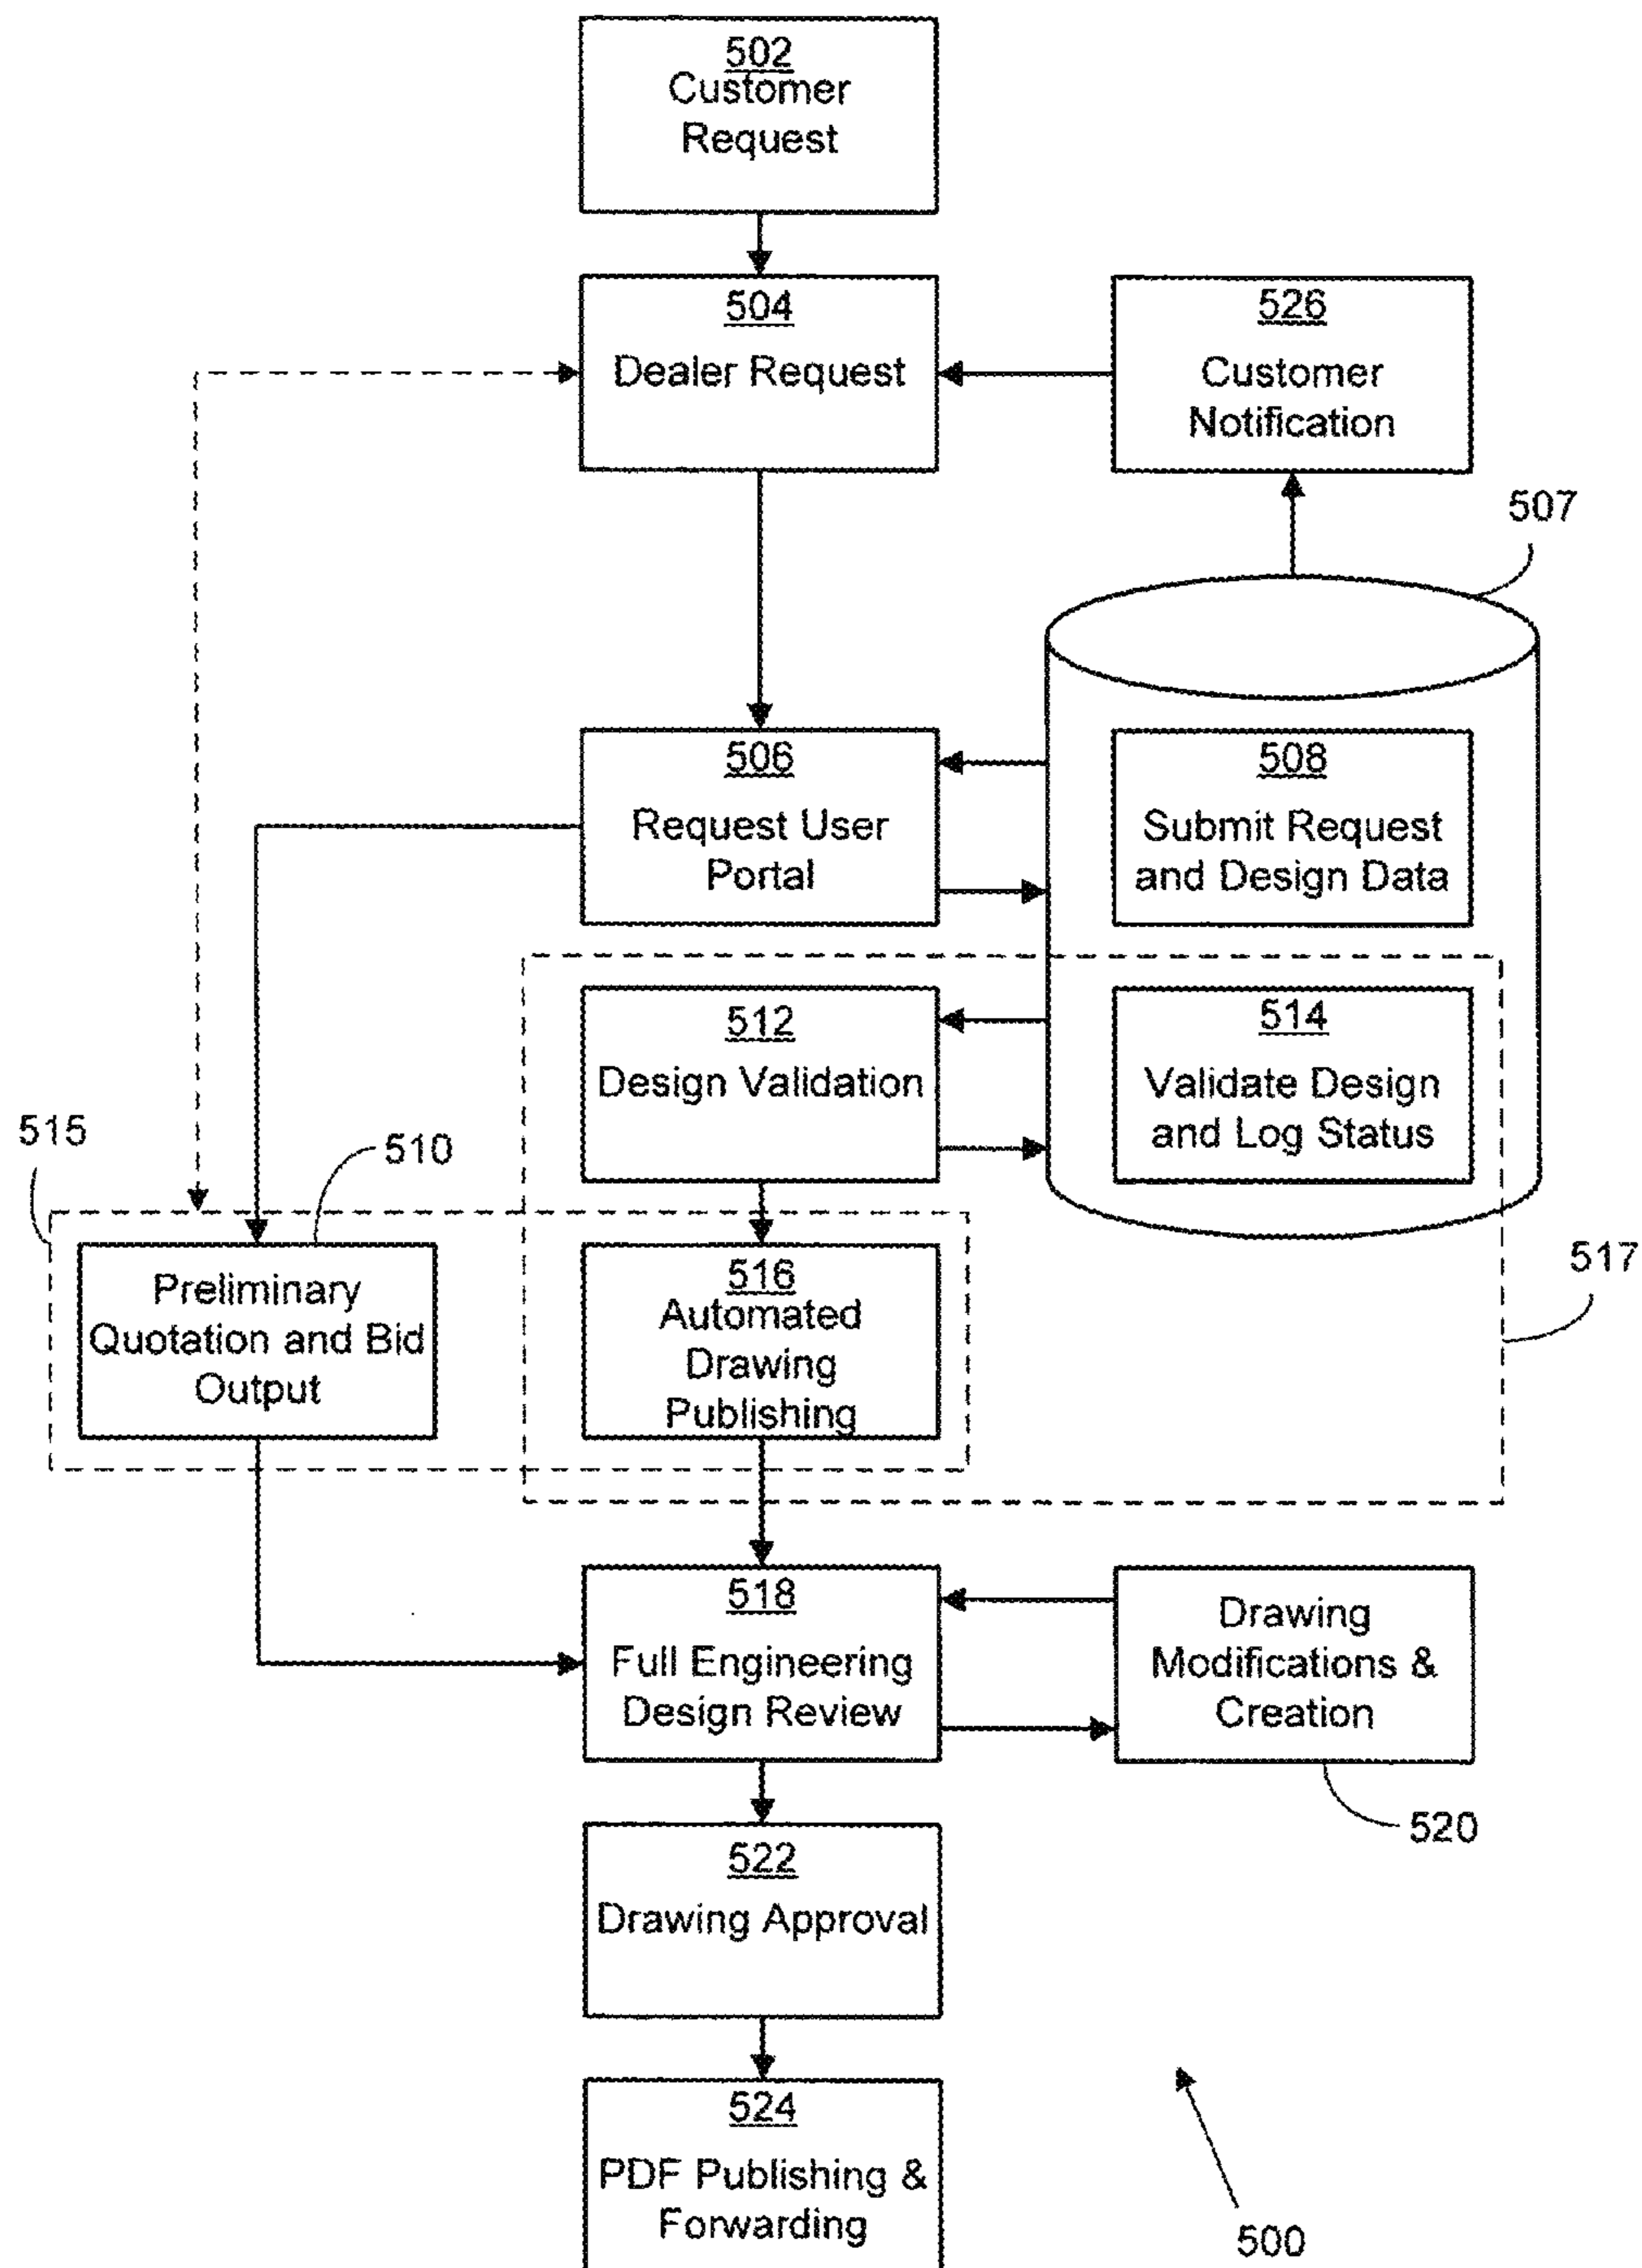 502
Customer
Request
504
Dealer Request
526
Customer
Notification
507
506
Request User
Portal
508
Submit Request
and Design Data
512
Design Validation
514
Validate Design
and Log Status
515
510
Preliminary
Quotation and Bid
Output
516
Automated
Drawing
Publishing
517
518
Full Engineering
Design Review
Drawing
Modifications &
Creation
520
522
Drawing Approval
524
PDF Publishing &
Forwarding
500